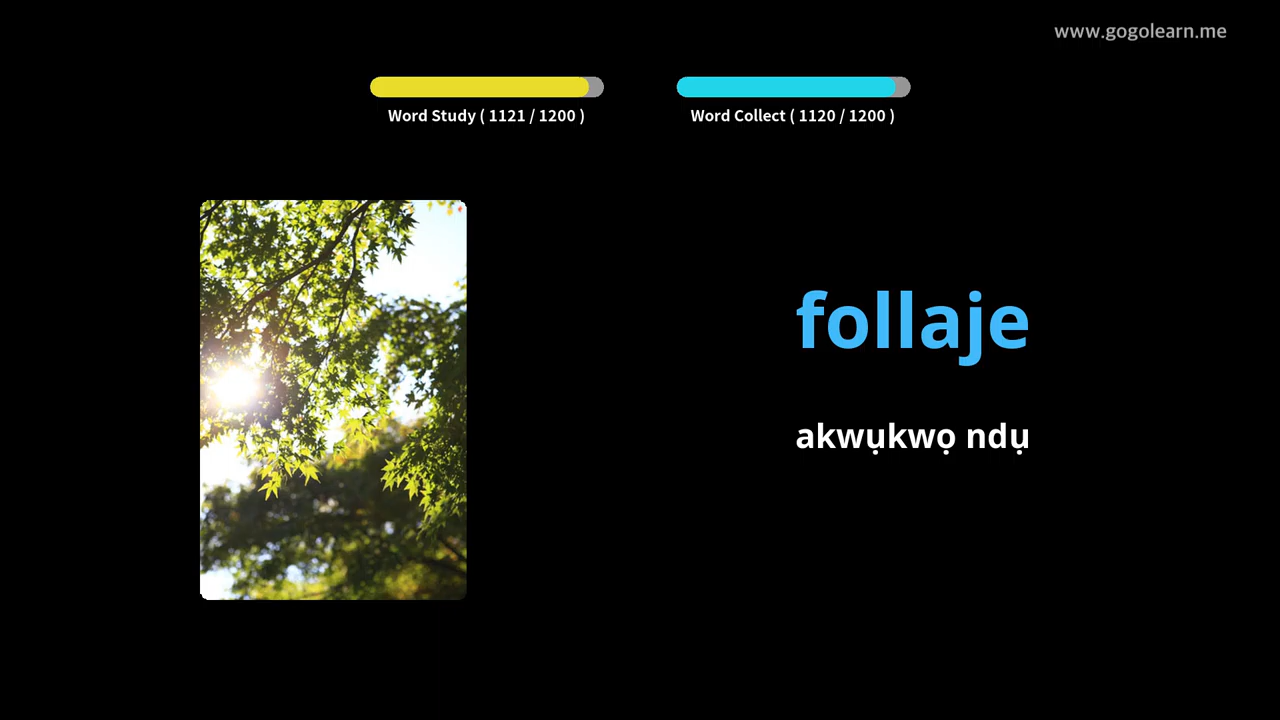 www.gogolearn.me
Word Study ( 1121 / 1200 )
Word Collect ( 1120 / 1200 )
follaje
akwụkwọ ndụ